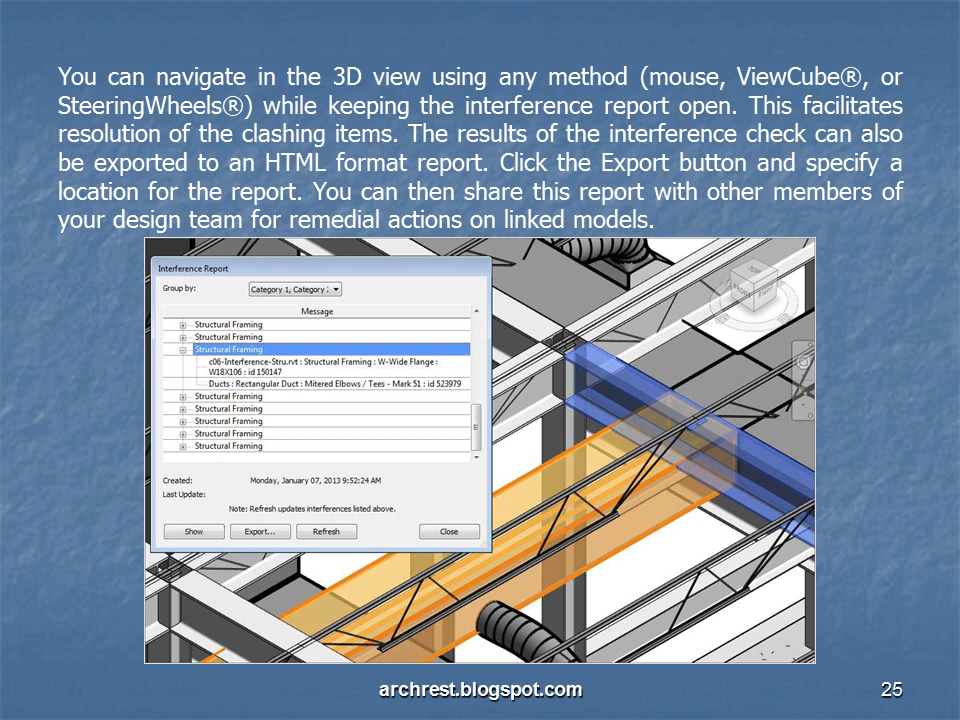 You can navigate in the 3D view using any method (mouse, ViewCube®, or
SteeringWheels®) while keeping the interference report open. This facilitates
resolution of the clashing items. The results of the interference check can also
be exported to an HTML format report. Click the Export button and specify a
location for the report. You can then share this report with other members of
your design team for remedial actions on linked models.
Interference Report
Group by:
Category 1, Category
Message
Structural Framing
Structural Framing
Structural Framing
c06-Interference-Stru.rvt : Structural Framing : W-Wide Flange :
W18X106 : id 150147
Ducts : Rectangular Duct : Mitered Elbows / Tees - Mark 51 : id 523979
Structural Framing
Structural Framing
Structural Framing
Structural Framing
Structural Framing
Created: Monday, January 07, 2013 9:52:24 AM
Last Update:
Note: Refresh updates interferences listed above.
Show Export... Refresh Close
TOP
FRONT RIGHT
archrest.blogspot.com 25